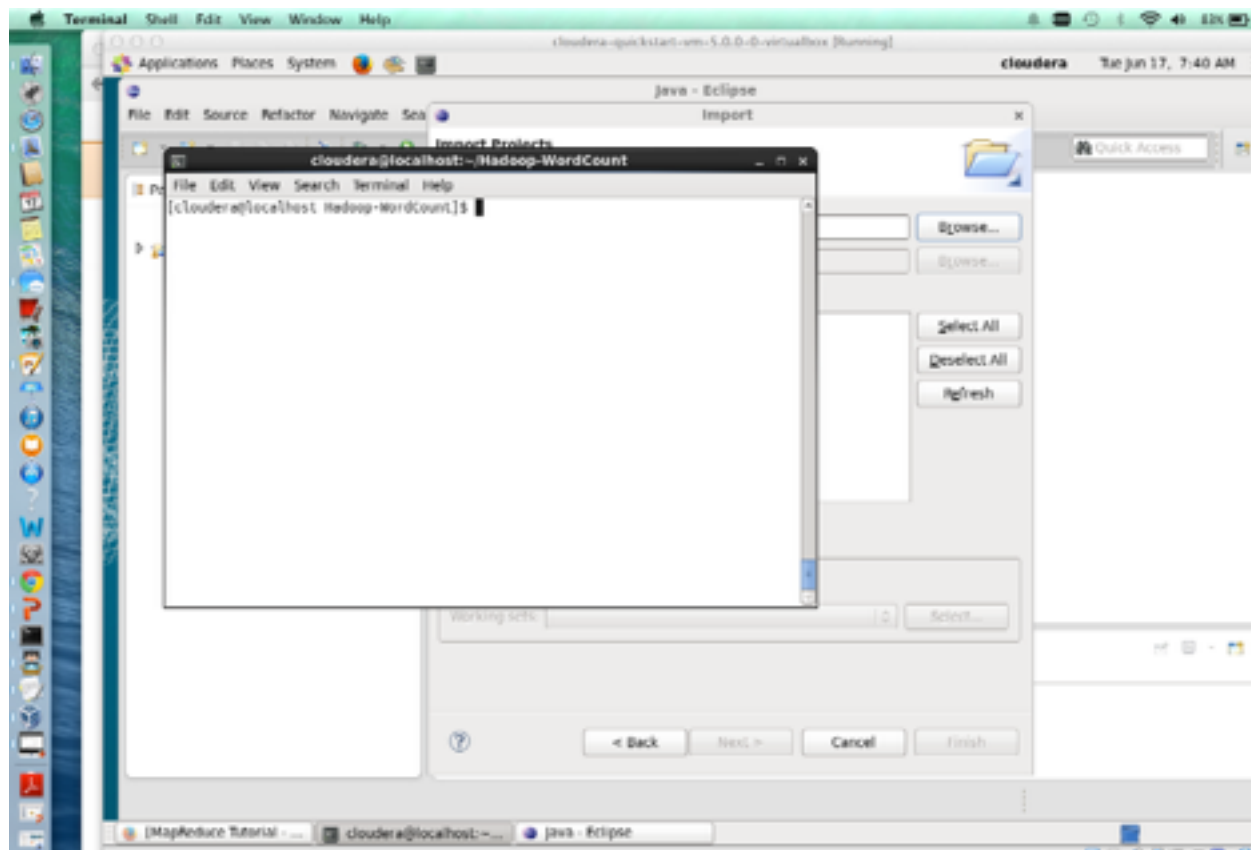 Terminal Shell Edit View Window Help
cloudera-quickstart-vm-5.0.0-0-virtualbox [Running]
Applications Places System
cloudera Tue Jun 17, 7:40 AM
Java - Eclipse
File Edit Source Refactor Navigate Sea
Import
Import Projects
Quick Access
cloudera@localhost:~/Hadoop-WordCount
File Edit View Search Terminal Help
[cloudera@localhost Hadoop-WordCount]$
Browse...
Browse...
Select All
Deselect All
Refresh
Working sets:
Select...
< Back Next > Cancel Finish
[MapReduce Tutorial - ...
cloudera@localhost:~...
Java - Eclipse